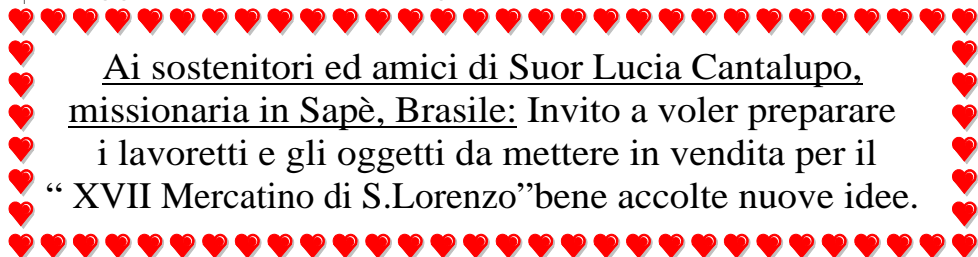 Ai sostenitori ed amici di Suor Lucia Cantalupo,
missionaria in Sapè, Brasile: Invito a voler preparare
i lavoretti e gli oggetti da mettere in vendita per il
“ XVII Mercatino di S.Lorenzo”bene accolte nuove idee.